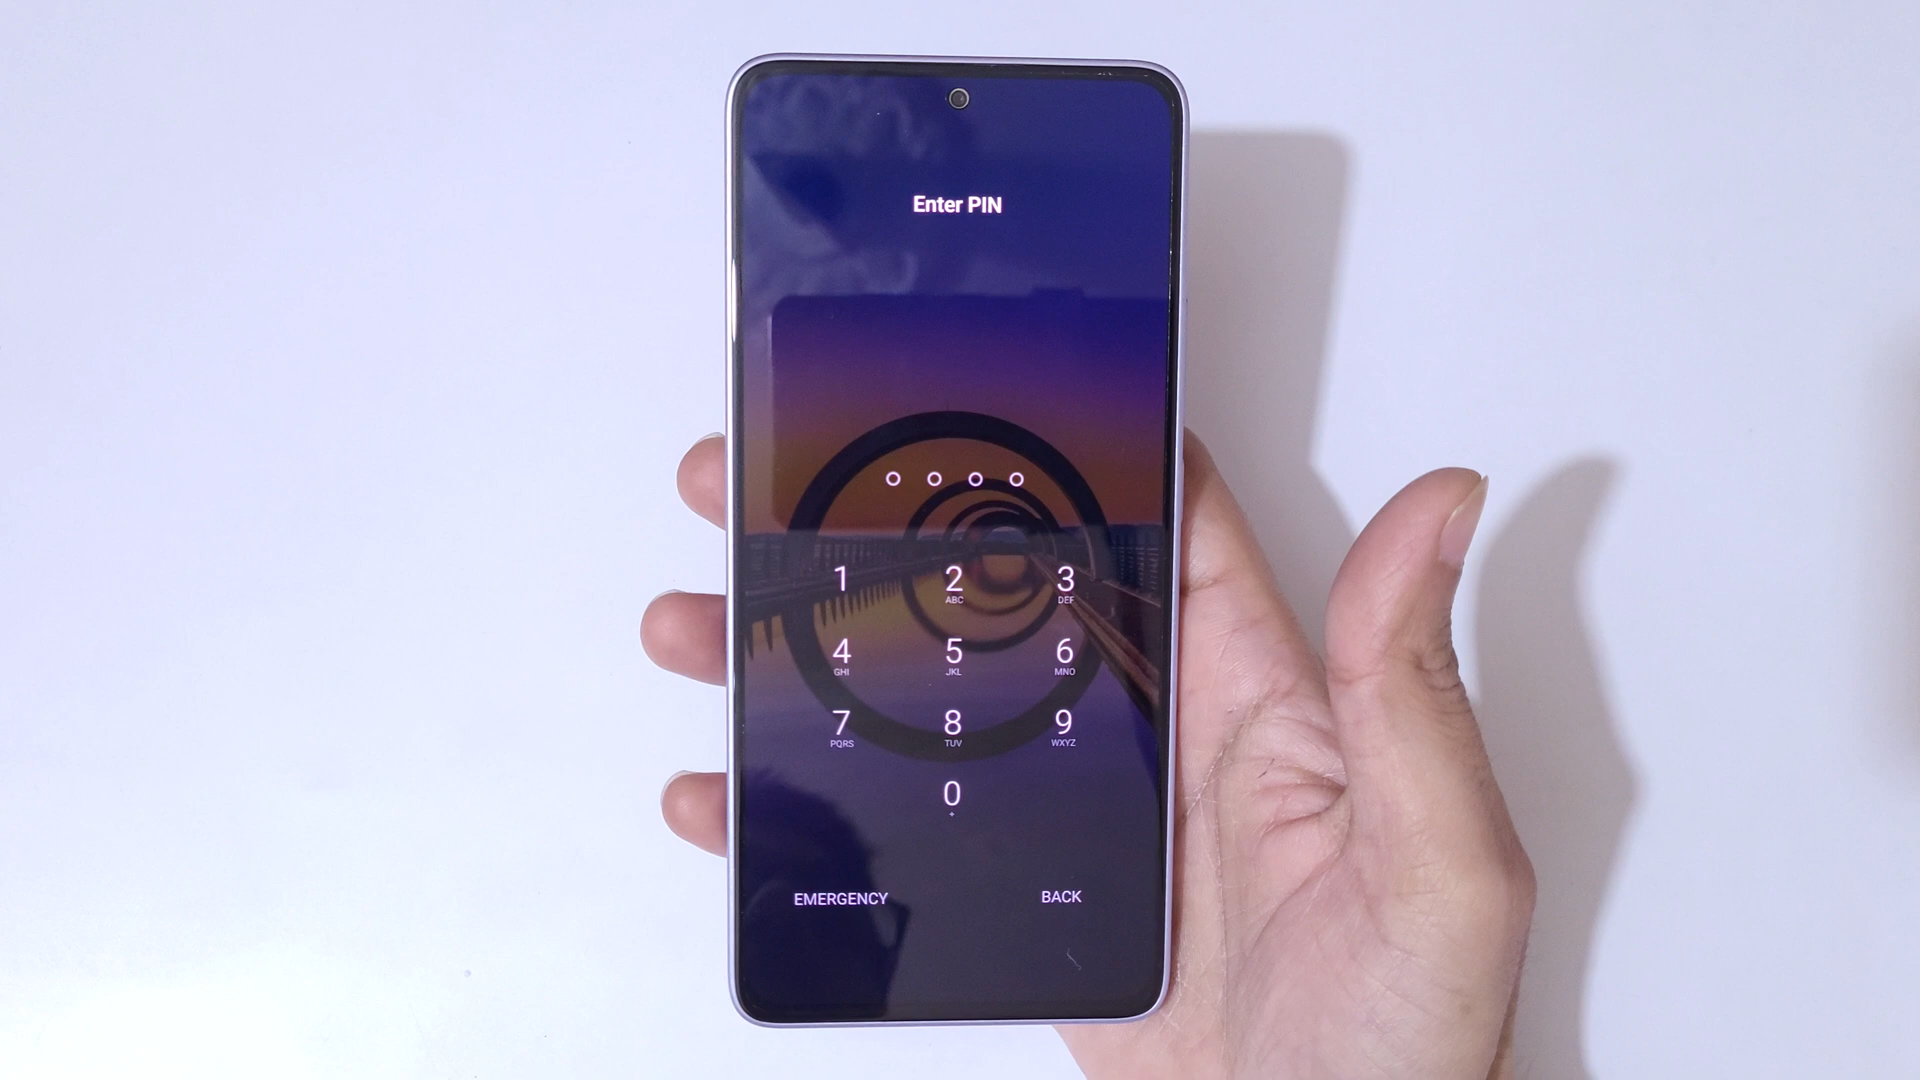 Enter PIN
1 2 3
ABC DEF
4 5 6
GHI JKL MNO
7 8 9
PQRS TUV WXYZ
0
+
EMERGENCY BACK